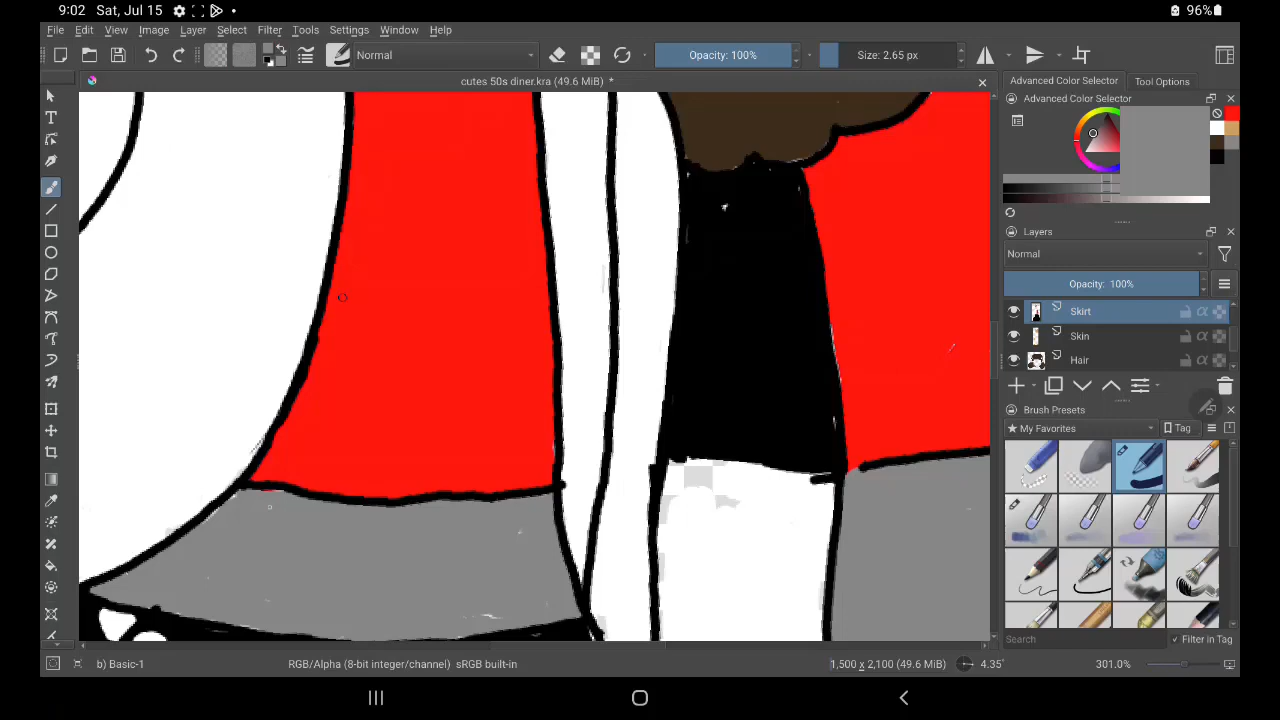 9:02 Sat, Jul 15
96%
File Edit View Image Layer Select Filter Tools Settings Window Help
Normal
Opacity: 100%
Size: 2.65 px
cutes 50s diner.kra (49.6 MiB) *
Advanced Color Selector
Tool Options
Advanced Color Selector
Layers
Normal
Opacity: 100%
Skirt
Skin
Hair
Brush Presets
★ My Favorites
Tag
Search
✓ Filter in Tag
b) Basic-1
RGB/Alpha (8-bit integer/channel) sRGB built-in
1,500 x 2,100 (49.6 MiB)
4.35°
301.0%